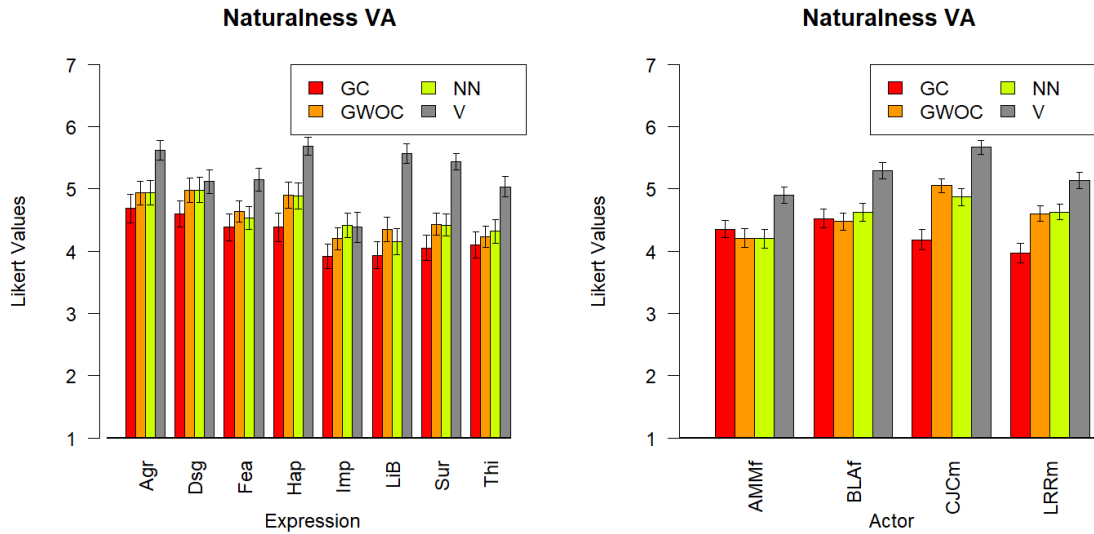 Naturalness VA
7
6
5
4
3
2
1
Likert Values
GC NN
GWOC V
Agr Dsg Fea Hap Imp LiB Sur Thi
Expression
Naturalness VA
7
6
5
4
3
2
1
Likert Values
GC NN
GWOC V
AMMf BLAf CJCm LRRm
Actor